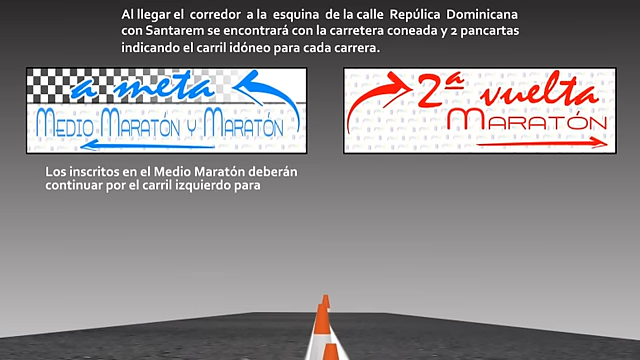 Al llegar el corredor a la esquina de la calle Repúlica Dominicana
con Santarem se encontrará con la carretera coneada y 2 pancartas
indicando el carril idóneo para cada carrera.
a meta
Medio Maratón y Maratón
2ª vuelta
Maratón
Los inscritos en el Medio Maratón deberán
continuar por el carril izquierdo para